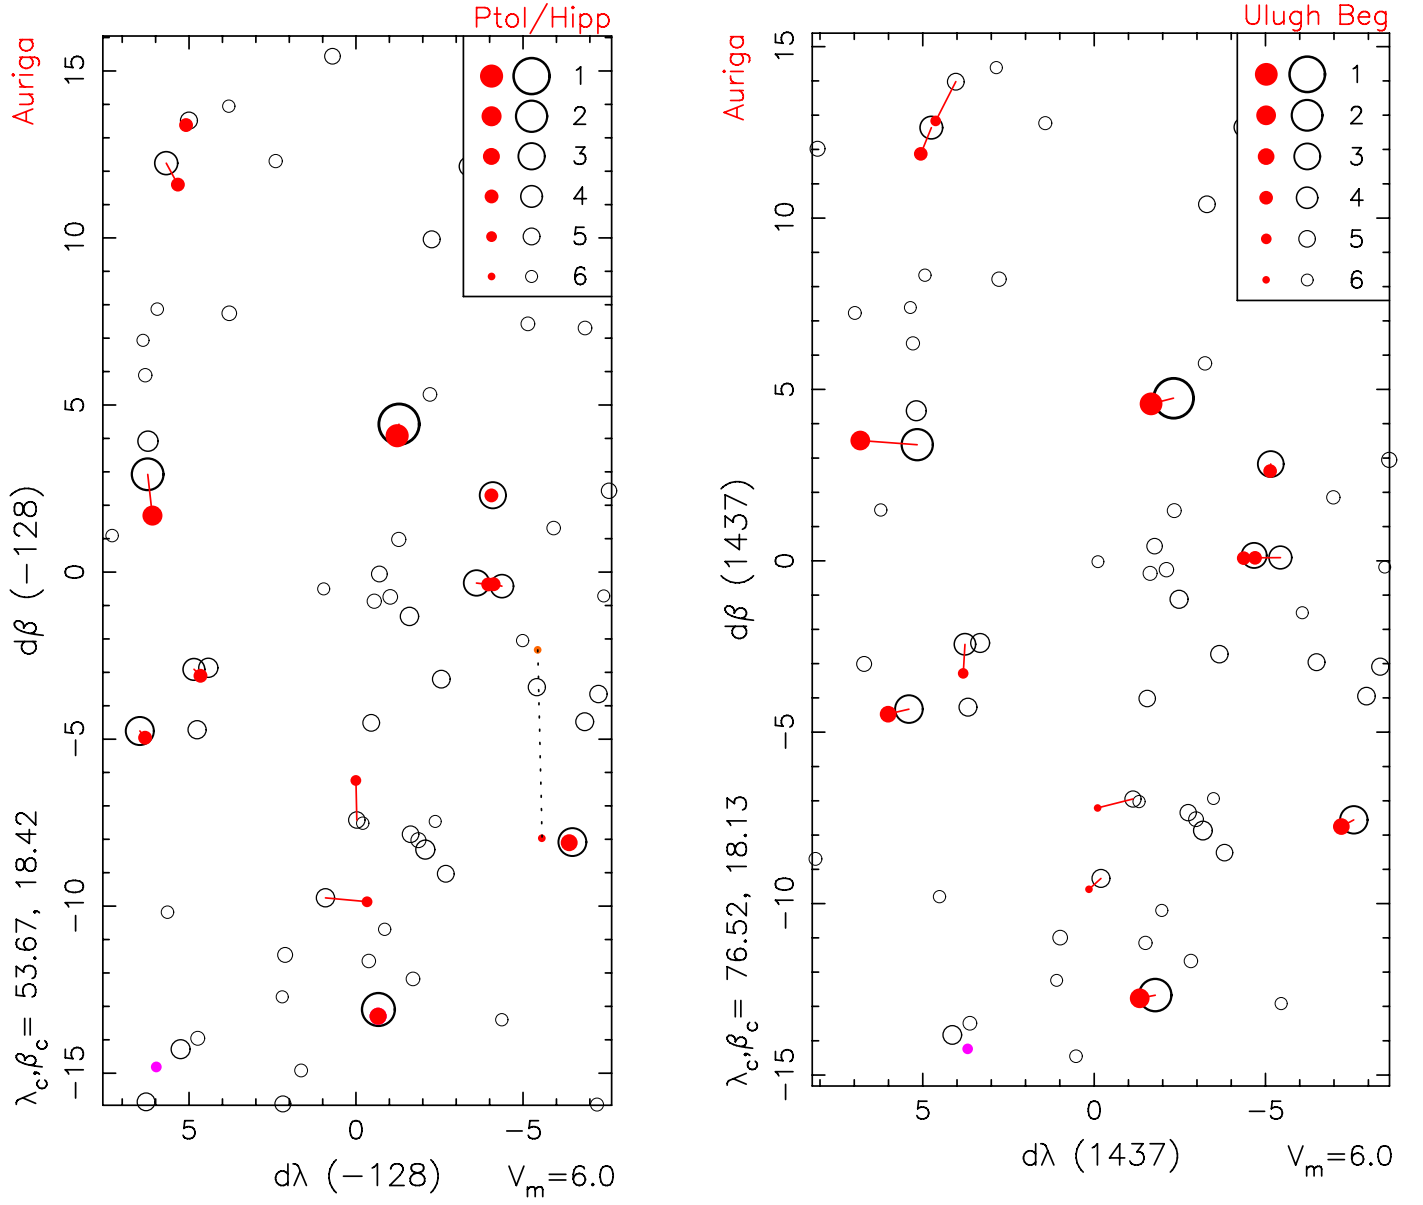 Ptol/Hipp
Auriga
1
2
3
4
5
6
15
10
5
0
−5
−10
−15
dβ (−128)
λc,βc= 53.67, 18.42
5
0
−5
dλ (−128)
Vm=6.0
Ulugh Beg
Auriga
1
2
3
4
5
6
15
10
5
0
−5
−10
−15
dβ (1437)
λc,βc= 76.52, 18.13
5
0
−5
dλ (1437)
Vm=6.0